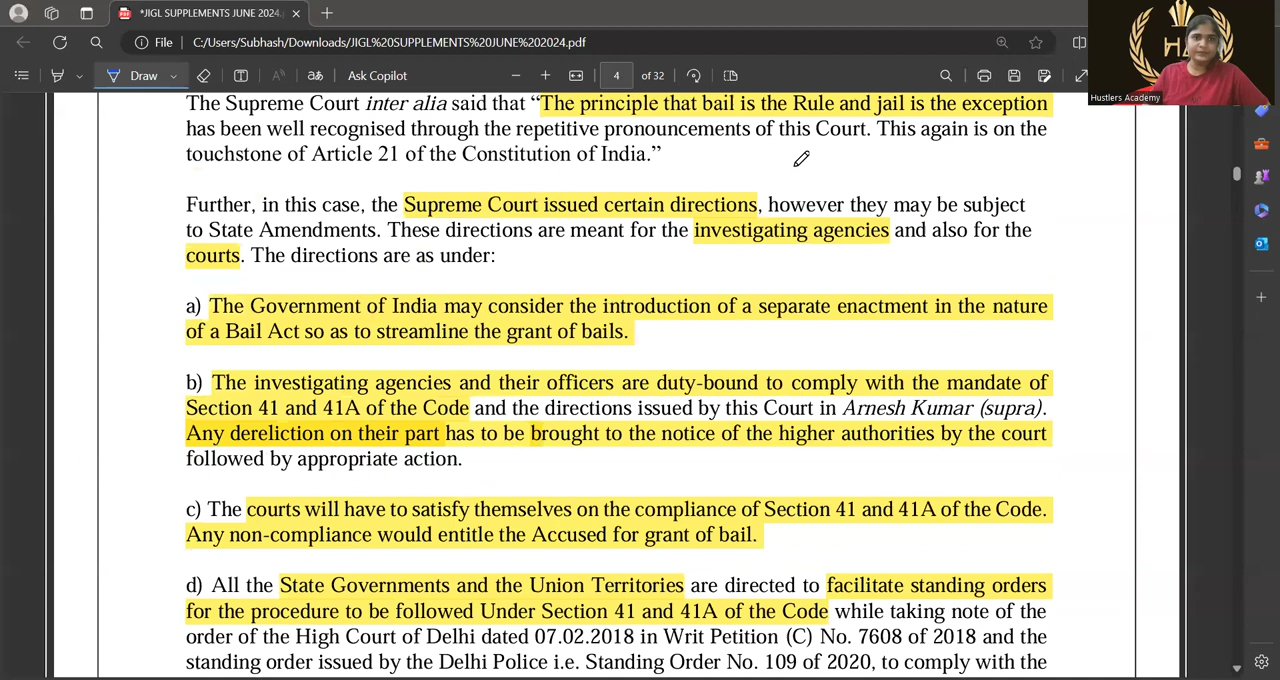 *JIGL SUPPLEMENTS JUNE 2024.
File C:/Users/Subhash/Downloads/JIGL%20SUPPLEMENTS%20JUNE%202024.pdf
Draw Ask Copilot 4 of 32
Hustlers Academy
The Supreme Court inter alia said that “The principle that bail is the Rule and jail is the exception
has been well recognised through the repetitive pronouncements of this Court. This again is on the
touchstone of Article 21 of the Constitution of India.”
Further, in this case, the Supreme Court issued certain directions, however they may be subject
to State Amendments. These directions are meant for the investigating agencies and also for the
courts. The directions are as under:
a) The Government of India may consider the introduction of a separate enactment in the nature
of a Bail Act so as to streamline the grant of bails.
b) The investigating agencies and their officers are duty-bound to comply with the mandate of
Section 41 and 41A of the Code and the directions issued by this Court in Arnesh Kumar (supra).
Any dereliction on their part has to be brought to the notice of the higher authorities by the court
followed by appropriate action.
c) The courts will have to satisfy themselves on the compliance of Section 41 and 41A of the Code.
Any non-compliance would entitle the Accused for grant of bail.
d) All the State Governments and the Union Territories are directed to facilitate standing orders
for the procedure to be followed Under Section 41 and 41A of the Code while taking note of the
order of the High Court of Delhi dated 07.02.2018 in Writ Petition (C) No. 7608 of 2018 and the
standing order issued by the Delhi Police i.e. Standing Order No. 109 of 2020, to comply with the